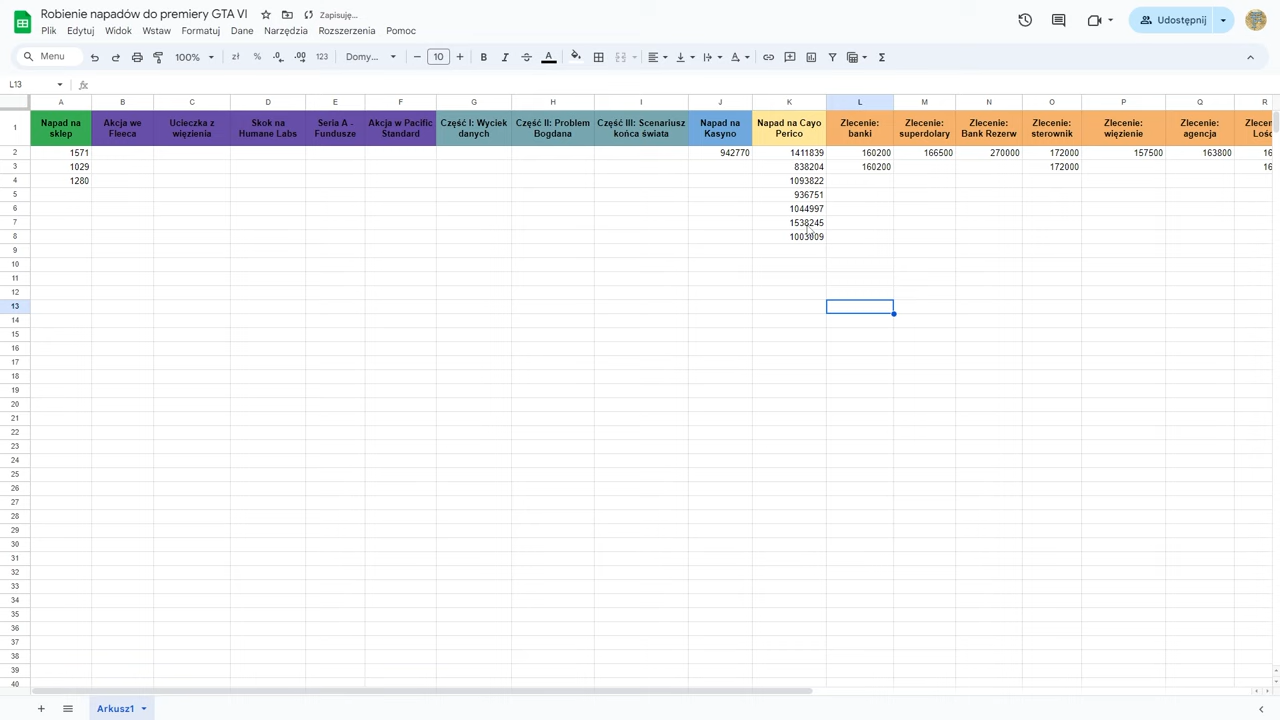 Robienie napadów do premiery GTA VI
Zapisuję...
Plik Edytuj Widok Wstaw Formatuj Dane Narzędzia Rozszerzenia Pomoc
Udostępnij
Menu 100% zł % .0 .00 123 Domy... 10 B I S A
L13 fx
A B C D E F G H I J K L M N O P Q R
1 Napad na sklep
Akcja we Fleeca
Ucieczka z więzienia
Skok na Humane Labs
Seria A - Fundusze
Akcja w Pacific Standard
Część I: Wyciek danych
Część II: Problem Bogdana
Część III: Scenariusz końca świata
Napad na Kasyno
Napad na Cayo Perico
Zlecenie: banki
Zlecenie: superdolary
Zlecenie: Bank Rezerw
Zlecenie: sterownik
Zlecenie: więzienie
Zlecenie: agencja
Zlecen
Lośc
2 1571 942770 1411839 160200 166500 270000 172000 157500 163800 16
3 1029 838204 160200 172000 16
4 1280 1093822
5 936751
6 1044997
7 1538245
8 1003009
9
10
11
12
13
14
15
16
17
18
19
20
21
22
23
24
25
26
27
28
29
30
31
32
33
34
35
36
37
38
39
40
Arkusz1